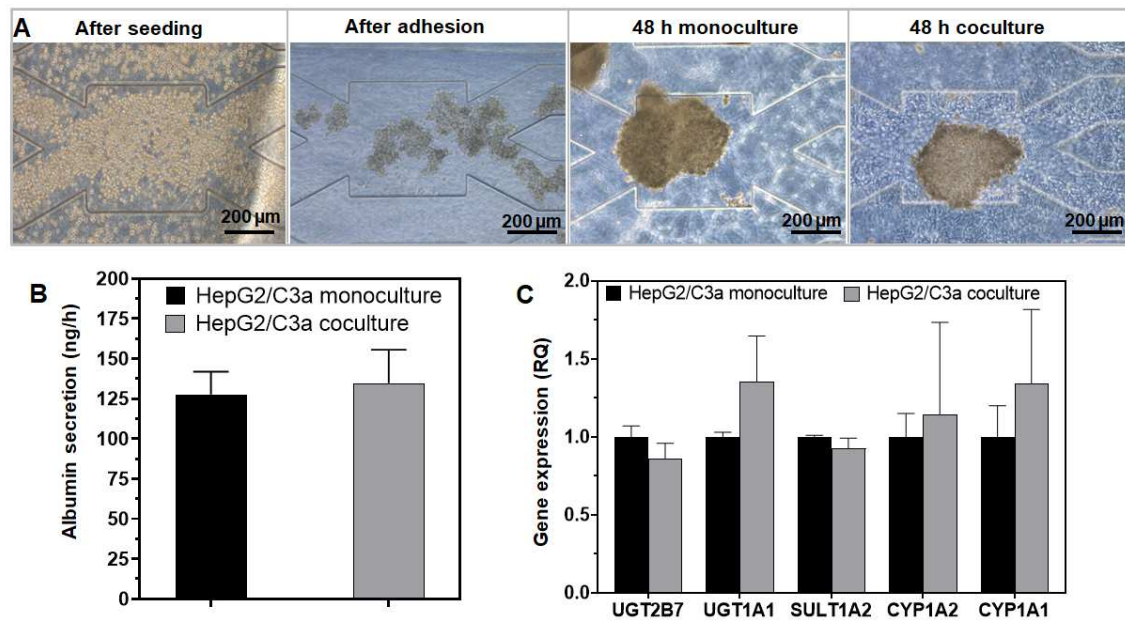 A
After seeding
After adhesion
48 h monoculture
48 h coculture
200 µm
200 µm
200 µm
200 µm
B
Albumin secretion (ng/h)
200
175
150
125
100
75
50
25
0
HepG2/C3a monoculture
HepG2/C3a coculture
C
Gene expression (RQ)
2.0
1.5
1.0
0.5
0.0
HepG2/C3a monoculture
HepG2/C3a coculture
UGT2B7
UGT1A1
SULT1A2
CYP1A2
CYP1A1